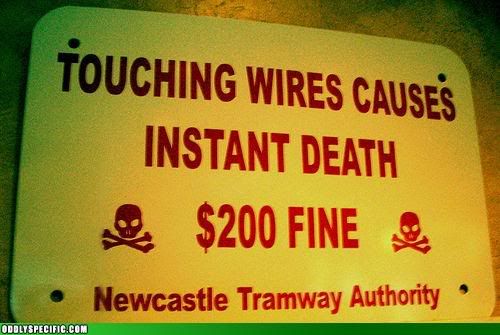 TOUCHING WIRES CAUSES
INSTANT DEATH
$200 FINE
Newcastle Tramway Authority
ODDLYSPECIFIC.COM